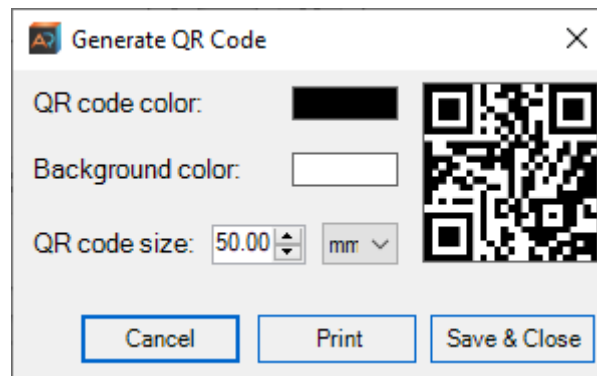 Generate QR Code
QR code color:
Background color:
QR code size: 50.00 mm
Cancel Print Save & Close